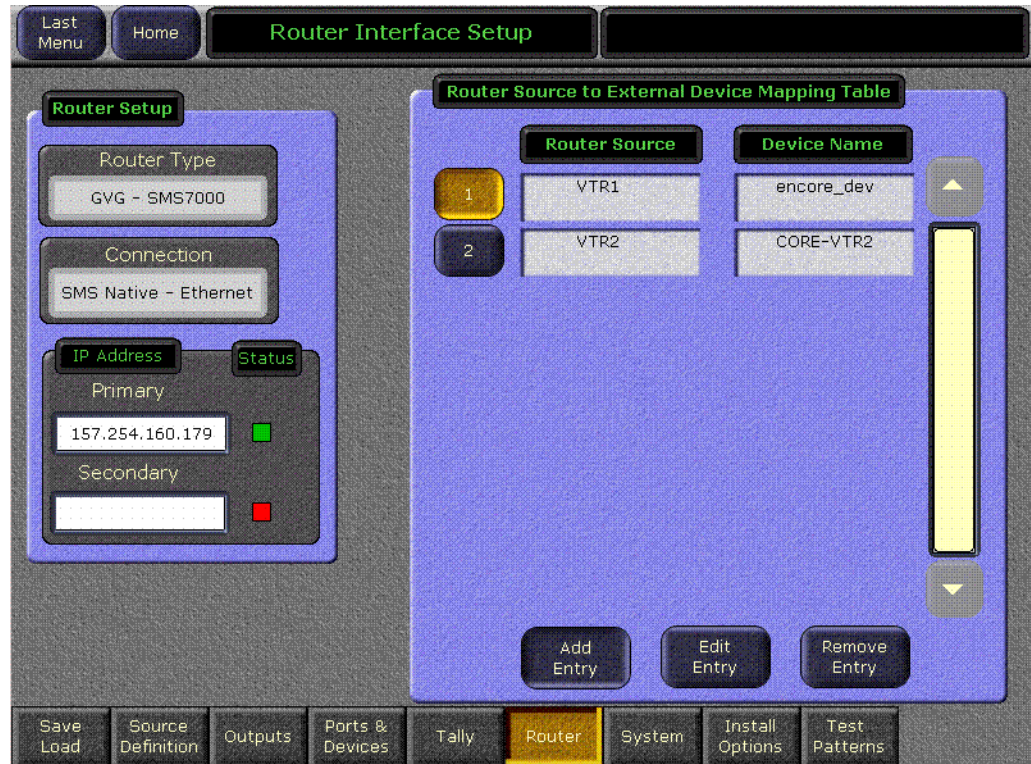 Last
Menu
Home
Router Interface Setup
Router Setup
Router Type
GVG - SMS7000
Connection
SMS Native - Ethernet
IP Address
Status
Primary
157.254.160.179
Secondary
Router Source to External Device Mapping Table
Router Source
Device Name
1
VTR1
encore_dev
2
VTR2
CORE-VTR2
Add
Entry
Edit
Entry
Remove
Entry
Save
Load
Source
Definition
Outputs
Ports &
Devices
Tally
Router
System
Install
Options
Test
Patterns